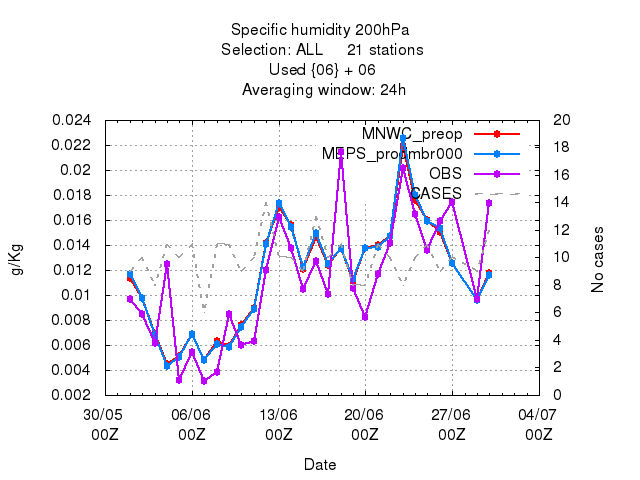 Specific humidity 200hPa
Selection: ALL 21 stations
Used {06} + 06
Averaging window: 24h
MNWC_preop
MEPS_prodmbr000
OBS
CASES
0.024
0.022
0.02
0.018
0.016
0.014
0.012
0.01
0.008
0.006
0.004
0.002
g/Kg
20
18
16
14
12
10
8
6
4
2
0
No cases
30/05 06/06 13/06 20/06 27/06 04/07
00Z 00Z 00Z 00Z 00Z 00Z
Date